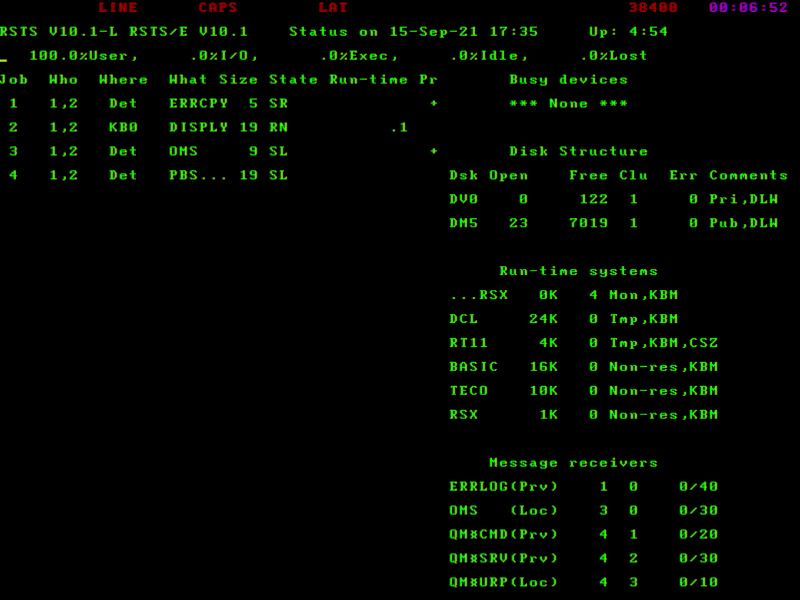 LINE CAPS LAT 38400 00:06:52
RSTS V10.1-L RSTS/E V10.1 Status on 15-Sep-21 17:35 Up: 4:54
100.0%User, .0%I/O, .0%Exec, .0%Idle, .0%Lost
Job Who Where What Size State Run-time Pr Busy devices
1 1,2 Det ERRCPY 5 SR + *** None ***
2 1,2 KB0 DISPLY 19 RN .1
3 1,2 Det OMS 9 SL + Disk Structure
4 1,2 Det PBS... 19 SL Dsk Open Free Clu Err Comments
DV0 0 122 1 0 Pri,DLW
DM5 23 7019 1 0 Pub,DLW
Run-time systems
...RSX 0K 4 Mon,KBM
DCL 24K 0 Tmp,KBM
RT11 4K 0 Tmp,KBM,CSZ
BASIC 16K 0 Non-res,KBM
TECO 10K 0 Non-res,KBM
RSX 1K 0 Non-res,KBM
Message receivers
ERRLOG(Prv) 1 0 0/40
OMS (Loc) 3 0 0/30
QM*CMD(Prv) 4 1 0/20
QM*SRV(Prv) 4 2 0/30
QM*URP(Loc) 4 3 0/10